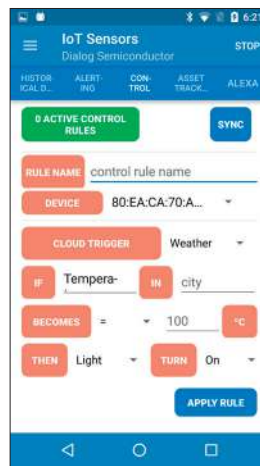 6:21
IoT Sensors
Dialog Semiconductor
STOP
HISTOR-
ICAL D...
ALERT-
ING
CON-
TROL
ASSET
TRACK...
ALEXA
0 ACTIVE CONTROL
RULES
SYNC
RULE NAME control rule name
DEVICE 80:EA:CA:70:A...
CLOUD TRIGGER Weather
IF Tempera- IN city
BECOMES = 100 °C
THEN Light TURN On
APPLY RULE